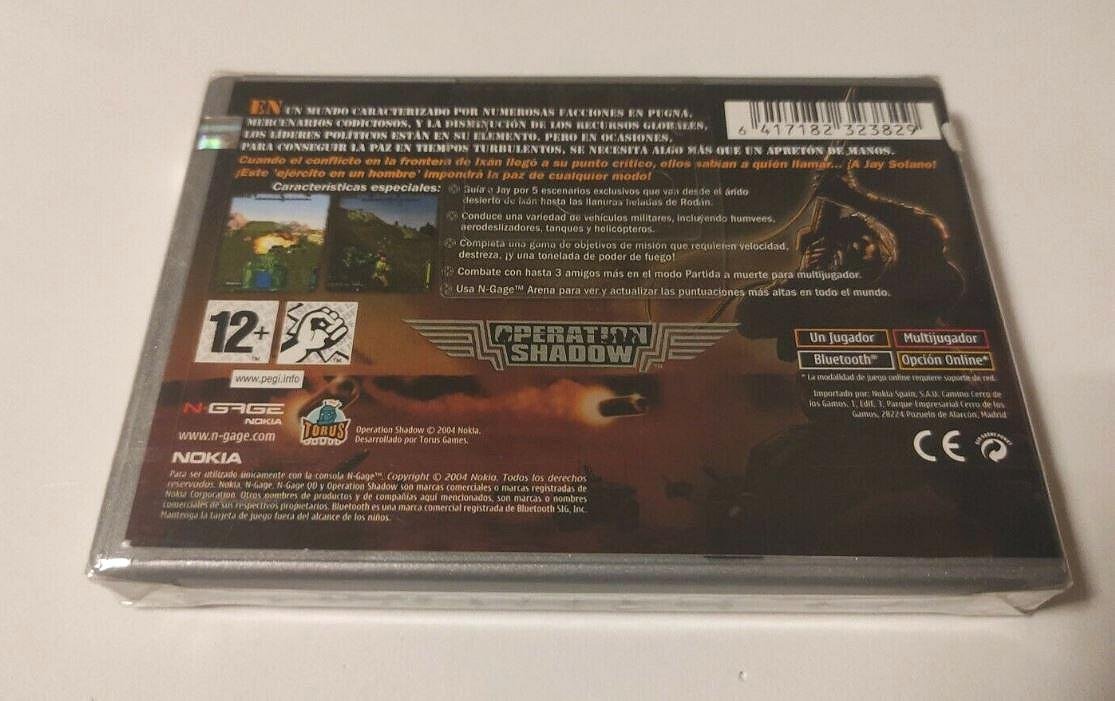 EN UN MUNDO CARACTERIZADO POR NUMEROSAS FACCIONES EN PUGNA,
MERCENARIOS CODICIOSOS, Y LA DISMINUCIÓN DE LOS RECURSOS GLOBALES,
LOS LÍDERES POLÍTICOS ESTÁN EN SU ELEMENTO. PERO EN OCASIONES,
PARA CONSEGUIR LA PAZ EN TIEMPOS TURBULENTOS, SE NECESITA ALGO MÁS QUE UN APRETÓN DE MANOS.
6 417182 323829
Cuando el conflicto en la frontera de Ixán llegó a su punto crítico, ellos sabían a quién llamar... ¡A Jay Solano!
¡Este 'ejército en un hombre' impondrá la paz de cualquier modo!
Características especiales:
Guía a Jay por 5 escenarios exclusivos que van desde el árido
desierto de Ixán hasta las llanuras heladas de Rodán.
Conduce una variedad de vehículos militares, incluyendo humvees,
aerodeslizadores, tanques y helicópteros.
Completa una gama de objetivos de misión que requieren velocidad,
destreza, ¡y una tonelada de poder de fuego!
Combate con hasta 3 amigos más en el modo Partida a muerte para multijugador.
Usa N-Gage™ Arena para ver y actualizar las puntuaciones más altas en todo el mundo.
12+
™
™
www.pegi.info
OPERATION
SHADOW™
Un Jugador
Multijugador
Bluetooth®
Opción Online*
* La modalidad de juego online requiere soporte de red.
Importado por: Nokia Spain, S.A.U. Camino Cerro de
los Gamos, 1, Edif. 3, Parque Empresarial Cerro de los
Gamos, 28224 Pozuelo de Alarcón, Madrid
CE
N-GAGE
NOKIA
www.n-gage.com
NOKIA
TORUS
GAMES
Operation Shadow © 2004 Nokia.
Desarrollado por Torus Games.
Para ser utilizado únicamente con la consola N-Gage™. Copyright © 2004 Nokia. Todos los derechos
reservados. Nokia, N-Gage, N-Gage QD y Operation Shadow son marcas comerciales o marcas registradas de
Nokia Corporation. Otros nombres de productos y de compañías aquí mencionados, son marcas o nombres
comerciales de sus respectivos propietarios. Bluetooth es una marca comercial registrada de Bluetooth SIG, Inc.
Mantenga la tarjeta de juego fuera del alcance de los niños.